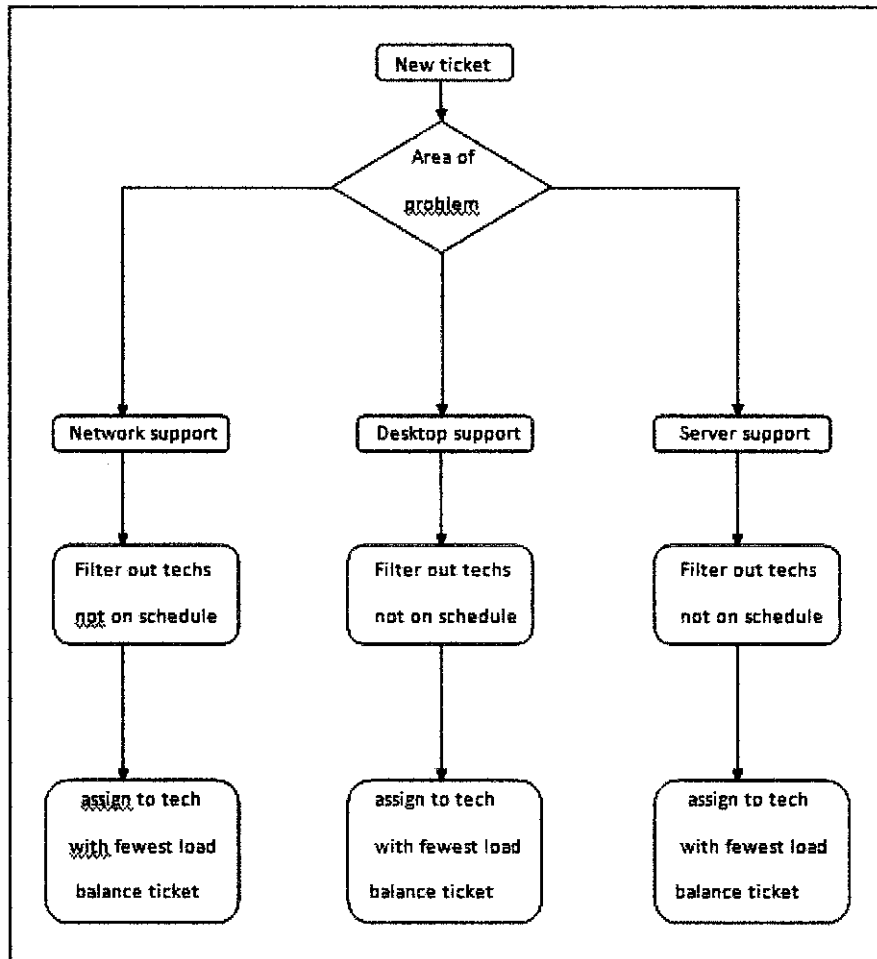 New ticket
Area of
problem
Network support
Desktop support
Server support
Filter out techs
not on schedule
Filter out techs
not on schedule
Filter out techs
not on schedule
assign to tech
with fewest load
balance ticket
assign to tech
with fewest load
balance ticket
assign to tech
with fewest load
balance ticket